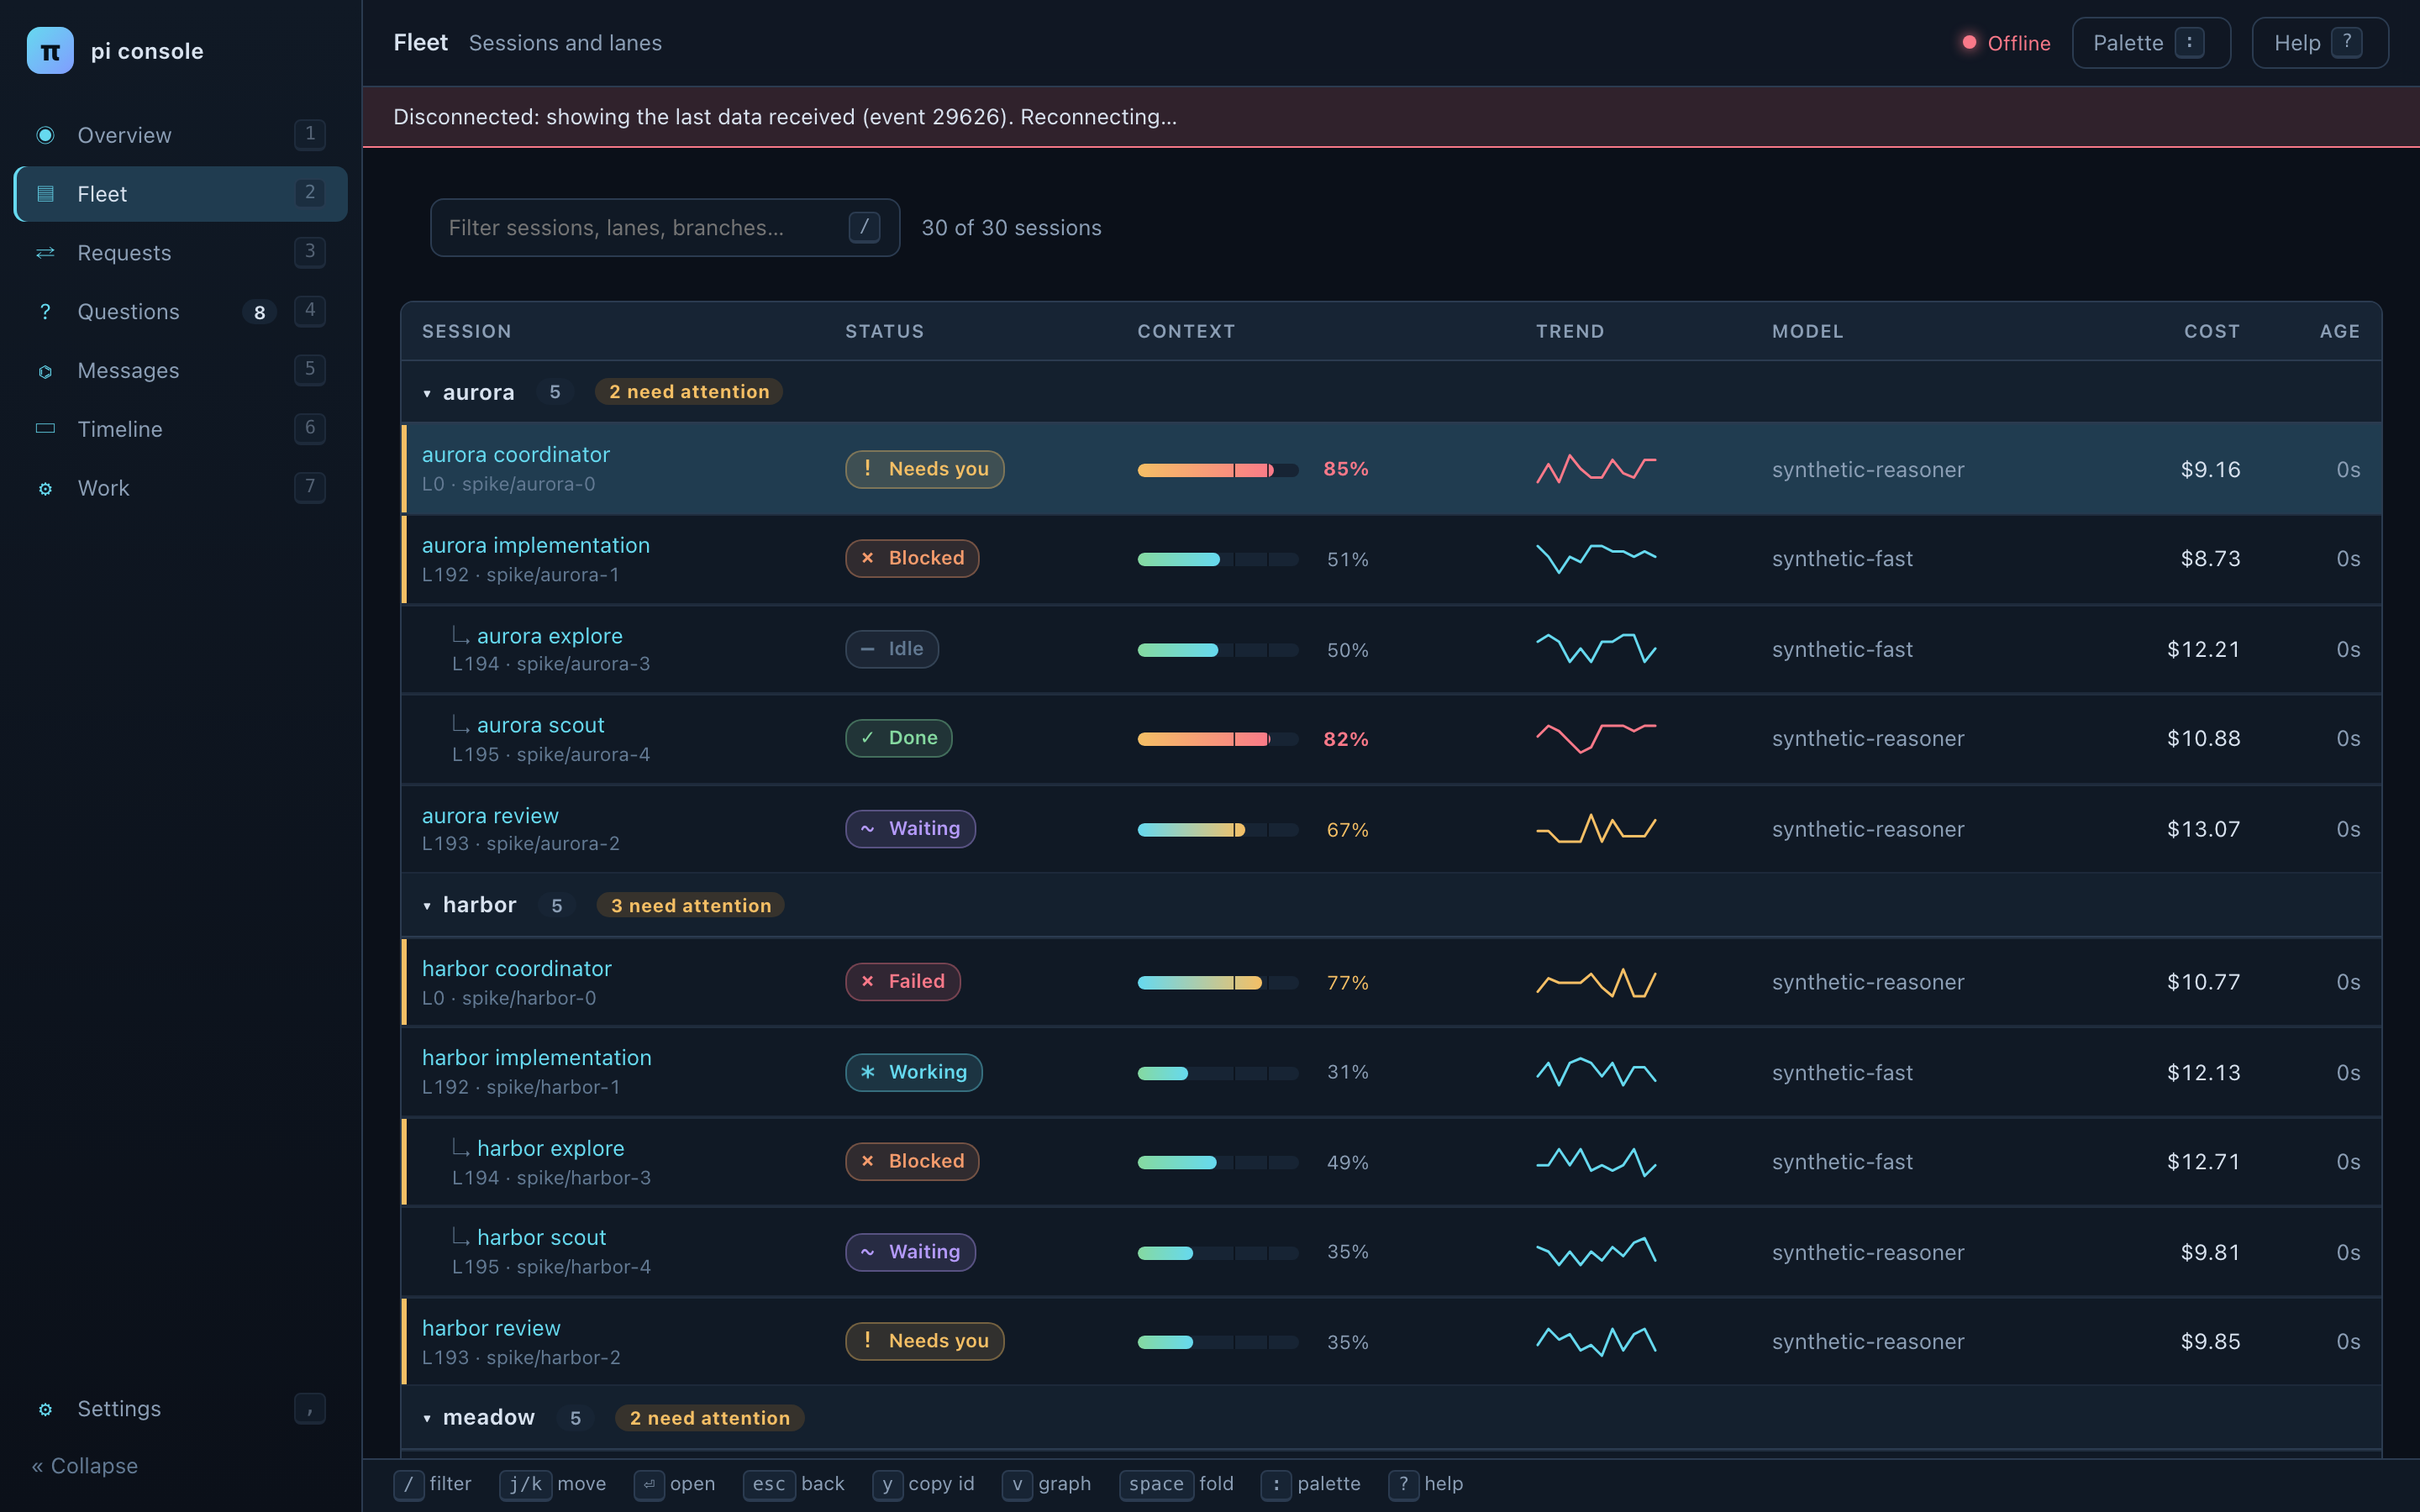 π pi console
Overview 1
Fleet 2
Requests 3
? Questions 8 4
Messages 5
Timeline 6
Work 7
Settings ,
« Collapse
Fleet Sessions and lanes
Offline Palette : Help ?
Disconnected: showing the last data received (event 29626). Reconnecting…
Filter sessions, lanes, branches… / 30 of 30 sessions
SESSION STATUS CONTEXT TREND MODEL COST AGE
▾ aurora 5 2 need attention
aurora coordinator
L0 · spike/aurora-0
! Needs you 85% synthetic-reasoner $9.16 0s
aurora implementation
L192 · spike/aurora-1
× Blocked 51% synthetic-fast $8.73 0s
aurora explore
L194 · spike/aurora-3
– Idle 50% synthetic-fast $12.21 0s
aurora scout
L195 · spike/aurora-4
✓ Done 82% synthetic-reasoner $10.88 0s
aurora review
L193 · spike/aurora-2
~ Waiting 67% synthetic-reasoner $13.07 0s
▾ harbor 5 3 need attention
harbor coordinator
L0 · spike/harbor-0
× Failed 77% synthetic-reasoner $10.77 0s
harbor implementation
L192 · spike/harbor-1
* Working 31% synthetic-fast $12.13 0s
harbor explore
L194 · spike/harbor-3
× Blocked 49% synthetic-fast $12.71 0s
harbor scout
L195 · spike/harbor-4
~ Waiting 35% synthetic-reasoner $9.81 0s
harbor review
L193 · spike/harbor-2
! Needs you 35% synthetic-reasoner $9.85 0s
▾ meadow 5 2 need attention
/ filter j/k move ⏎ open esc back y copy id v graph space fold : palette ? help